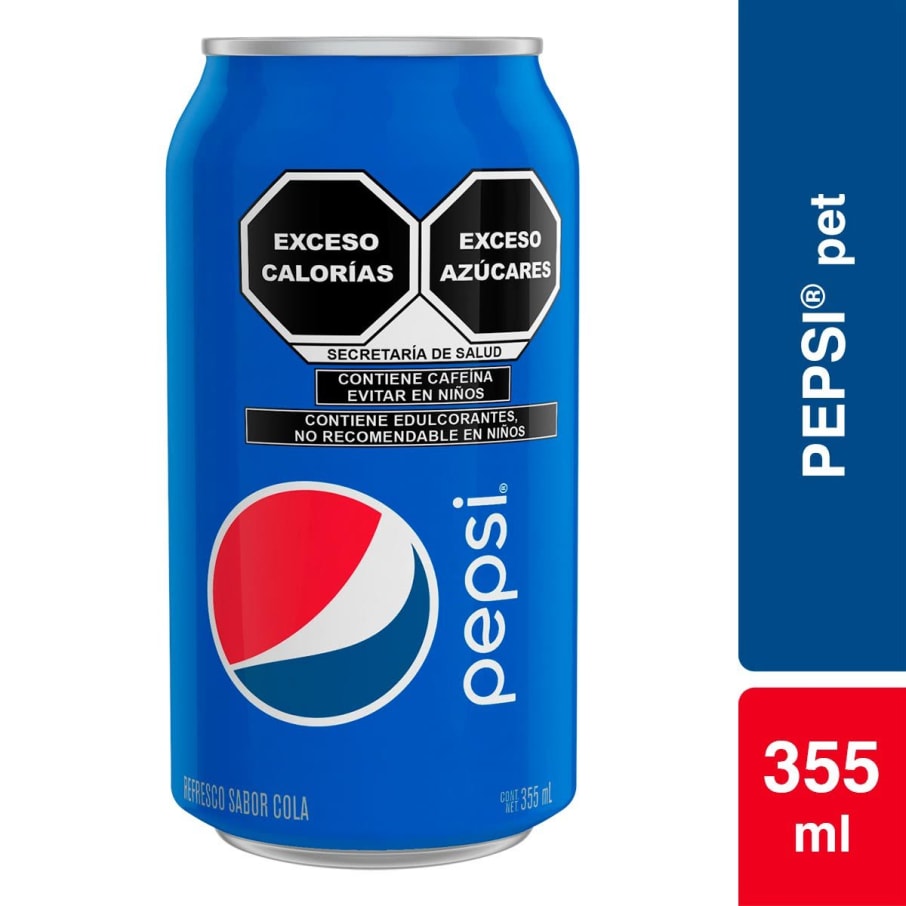 EXCESO
CALORÍAS
EXCESO
AZÚCARES
SECRETARÍA DE SALUD
CONTIENE CAFEÍNA
EVITAR EN NIÑOS
CONTIENE EDULCORANTES,
NO RECOMENDABLE EN NIÑOS
pepsi®
REFRESCO SABOR COLA
CONT
NET 355 mL
PEPSI® pet
355
ml